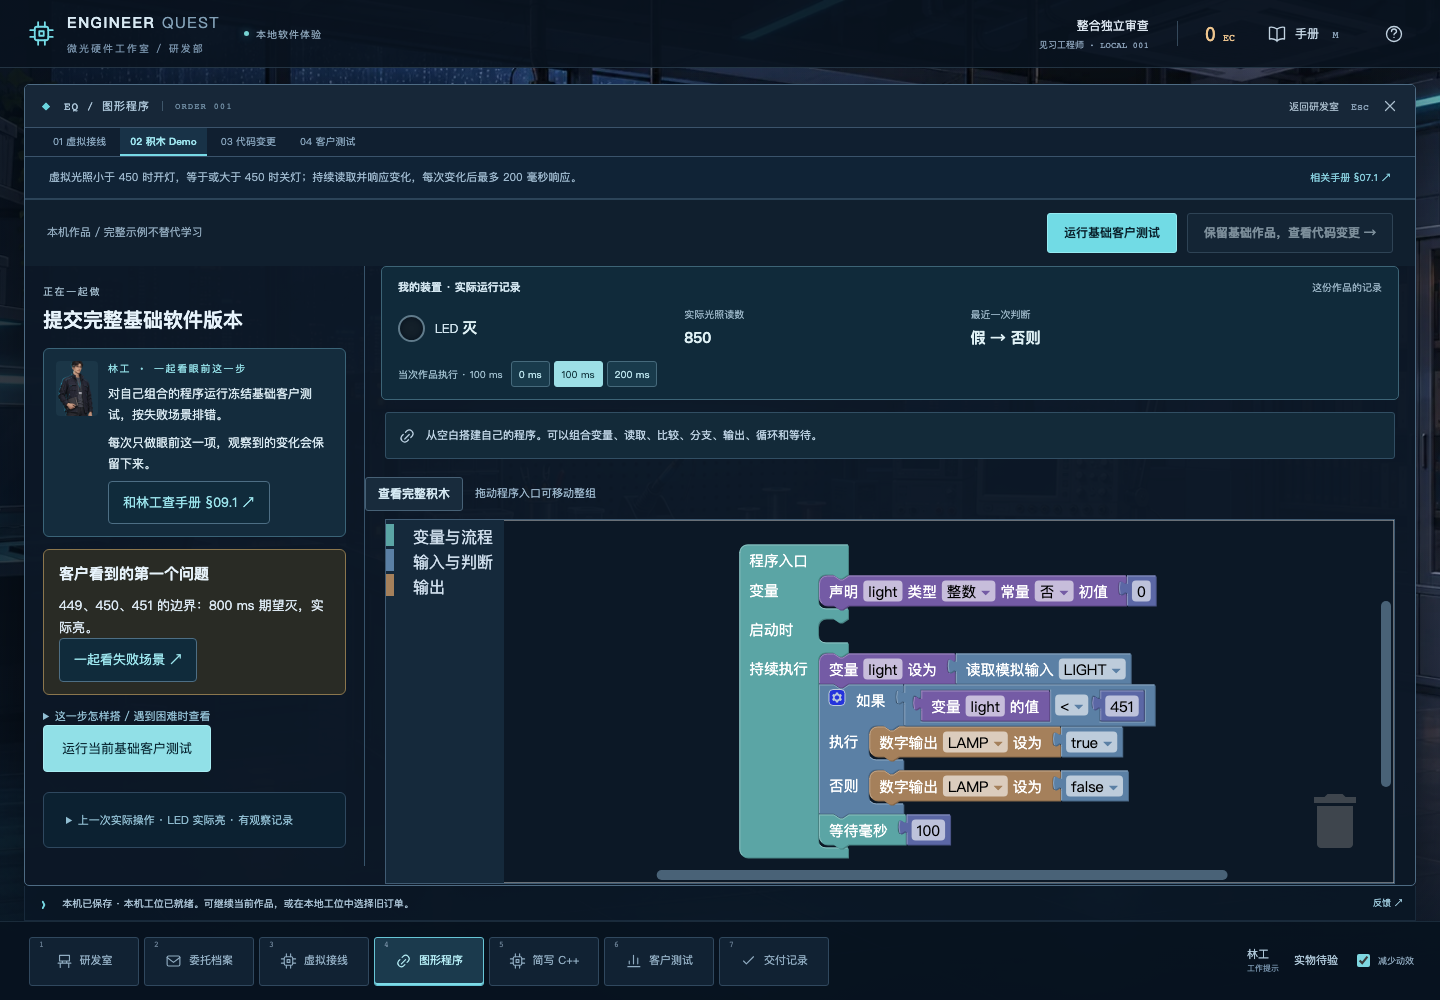 ENGINEER QUEST
微光硬件工作室 / 研发部
本地软件体验
整合独立审查
见习工程师 · LOCAL 001
0 EC
手册 M
EQ / 图形程序
ORDER 001
返回研发室 Esc
01 虚拟接线
02 积木 Demo
03 代码变更
04 客户测试
虚拟光照小于 450 时开灯，等于或大于 450 时关灯；持续读取并响应变化，每次变化后最多 200 毫秒响应。
相关手册 §07.1 ↗
本机作品 / 完整示例不替代学习
运行基础客户测试
保留基础作品，查看代码变更 →
正在一起做
提交完整基础软件版本
林工 · 一起看眼前这一步
对自己组合的程序运行冻结基础客户测
试，按失败场景排错。
每次只做眼前这一项，观察到的变化会保
留下来。
和林工查手册 §09.1 ↗
客户看到的第一个问题
449、450、451 的边界：800 ms 期望灭，实
际亮。
一起看失败场景 ↗
这一步怎样搭 / 遇到困难时查看
运行当前基础客户测试
上一次实际操作 · LED 实际亮 · 有观察记录
我的装置 · 实际运行记录
这份作品的记录
LED 灭
实际光照读数
850
最近一次判断
假 → 否则
当次作品执行 · 100 ms
0 ms
100 ms
200 ms
从空白搭建自己的程序。可以组合变量、读取、比较、分支、输出、循环和等待。
查看完整积木
拖动程序入口可移动整组
变量与流程
输入与判断
输出
程序入口
变量 声明 light 类型 整数 常量 否 初值 0
启动时
持续执行 变量 light 设为 读取模拟输入 LIGHT
如果 变量 light 的值 < 451
执行 数字输出 LAMP 设为 true
否则 数字输出 LAMP 设为 false
等待毫秒 100
本机已保存 · 本机工位已就绪。可继续当前作品，或在本地工位中选择旧订单。
反馈 ↗
1 研发室
2 委托档案
3 虚拟接线
4 图形程序
5 简写 C++
6 客户测试
7 交付记录
林工
工作提示
实物待验
减少动效